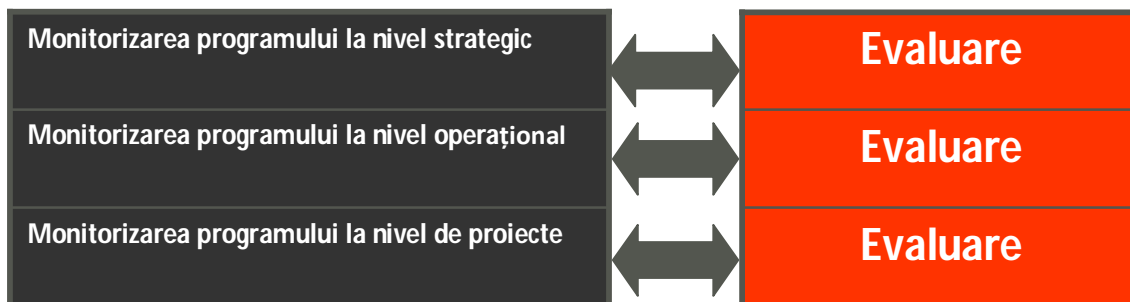 Monitorizarea programului la nivel strategic
Evaluare
Monitorizarea programului la nivel operațional
Evaluare
Monitorizarea programului la nivel de proiecte
Evaluare